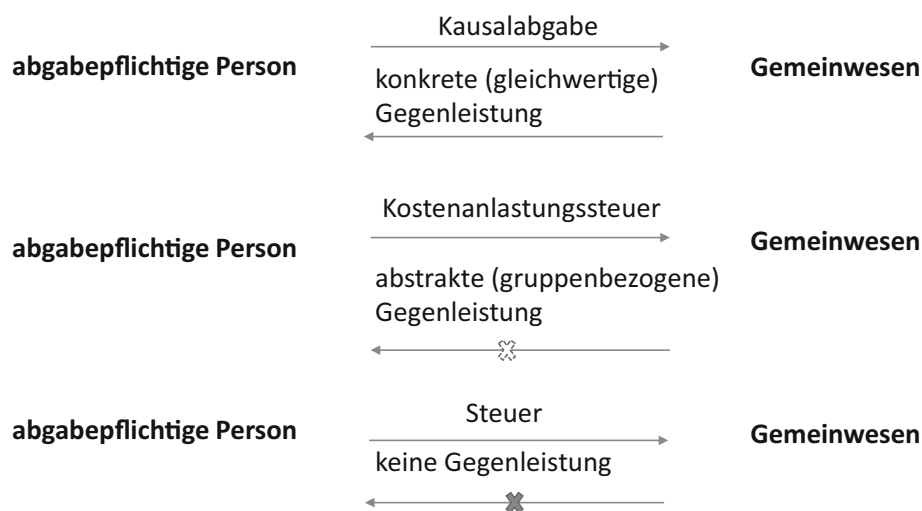 Kausalabgabe
abgabepflichtige Person
Gemeinwesen
konkrete (gleichwertige)
Gegenleistung
Kostenanlastungssteuer
abgabepflichtige Person
Gemeinwesen
abstrakte (gruppenbezogene)
Gegenleistung
Steuer
abgabepflichtige Person
Gemeinwesen
keine Gegenleistung